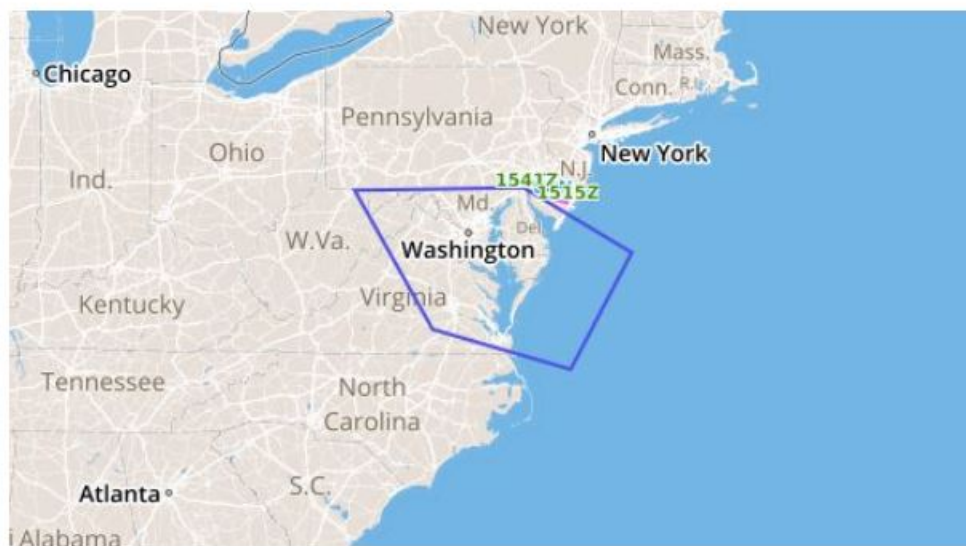 New York
Mass.
Chicago
Conn.
R.I.
Pennsylvania
Ohio
New York
N.J.
Ind.
1541Z
1515Z
Md.
W.Va.
Del.
Washington
Kentucky
Virginia
Tennessee
North
Carolina
S.C.
Atlanta
Alabama